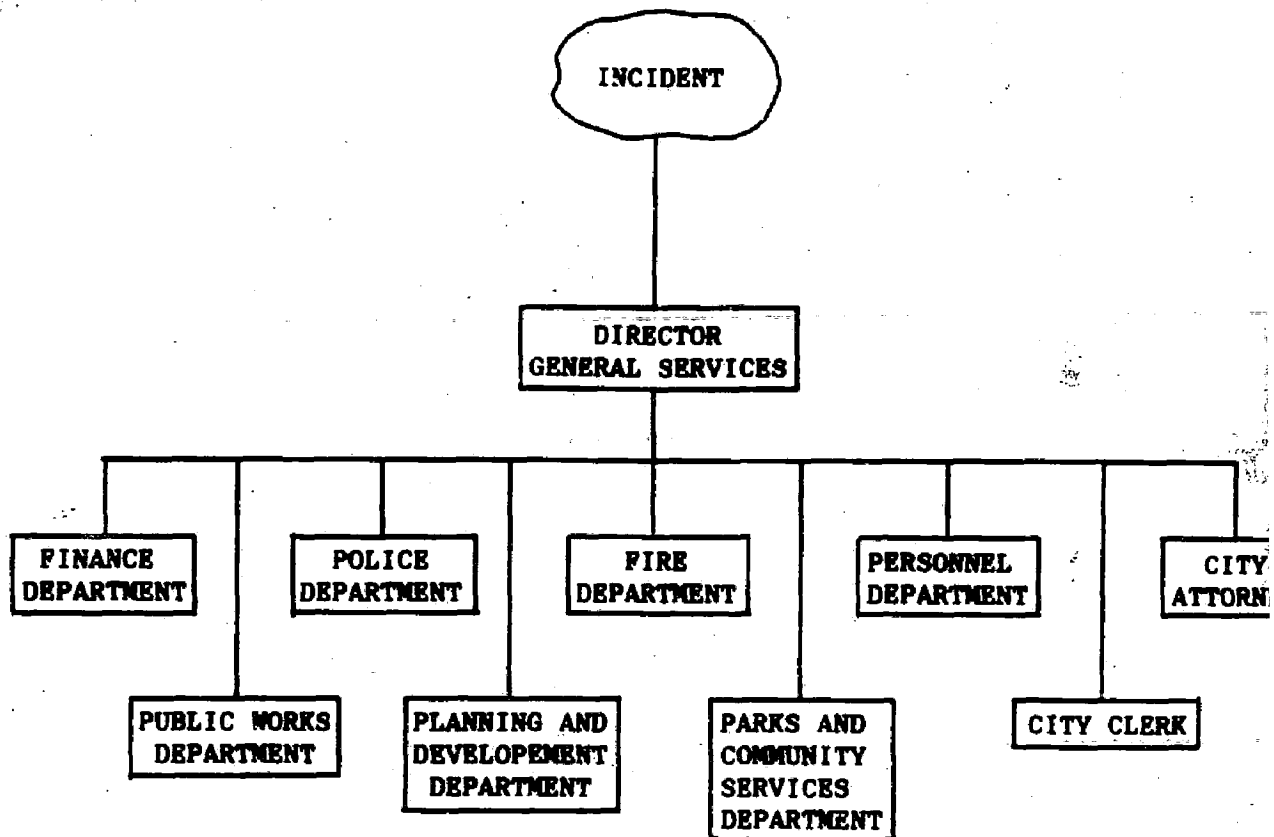 INCIDENT
DIRECTOR
GENERAL SERVICES
FINANCE
DEPARTMENT
POLICE
DEPARTMENT
FIRE
DEPARTMENT
PERSONNEL
DEPARTMENT
CITY
PUBLIC WORKS
DEPARTMENT
PLANNING AND
DEVELOPEMENT
DEPARTMENT
PARKS AND
COMMUNITY
SERVICES
DEPARTMENT
CITY CLERK